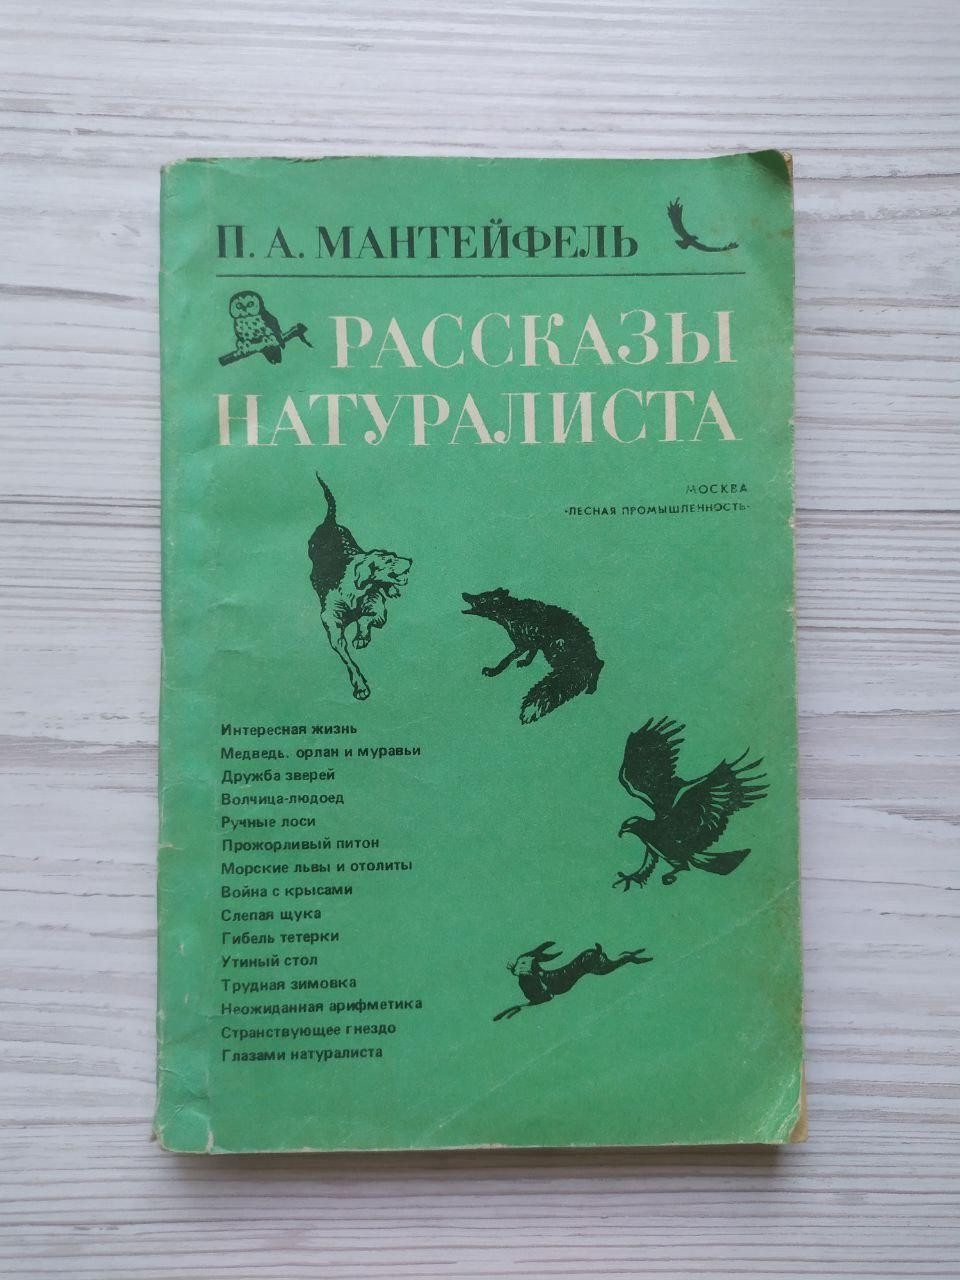 П. А. МАНТЕЙФЕЛЬ
РАССКАЗЫ
НАТУРАЛИСТА
МОСКВА
«ЛЕСНАЯ ПРОМЫШЛЕННОСТЬ»
Интересная жизнь
Медведь, орлан и муравьи
Дружба зверей
Волчица-людоед
Ручные лоси
Прожорливый питон
Морские львы и отолиты
Война с крысами
Слепая щука
Гибель тетерки
Утиный стол
Трудная зимовка
Неожиданная арифметика
Странствующее гнездо
Глазами натуралиста